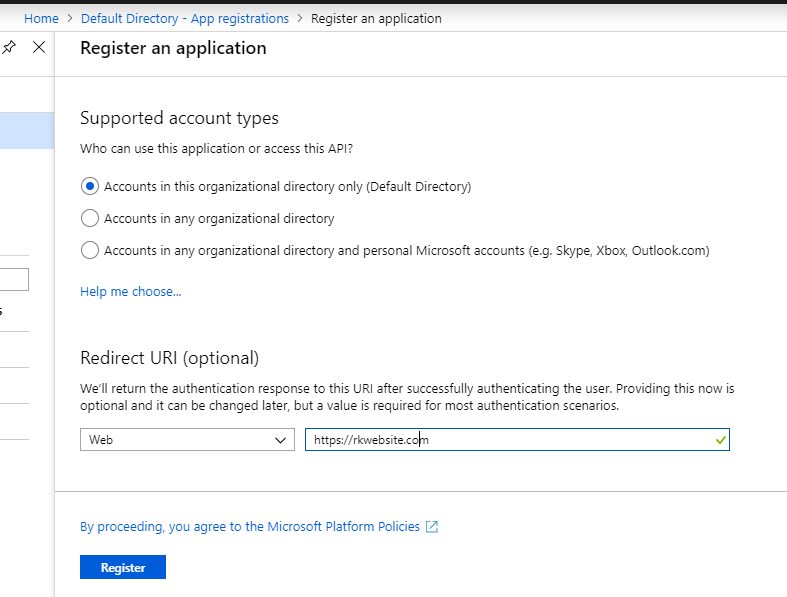 Home > Default Directory - App registrations > Register an application
Register an application
Supported account types
Who can use this application or access this API?
Accounts in this organizational directory only (Default Directory)
Accounts in any organizational directory
Accounts in any organizational directory and personal Microsoft accounts (e.g. Skype, Xbox, Outlook.com)
Help me choose...
Redirect URI (optional)
We'll return the authentication response to this URI after successfully authenticating the user. Providing this now is
optional and it can be changed later, but a value is required for most authentication scenarios.
Web
https://rkwebsite.com
By proceeding, you agree to the Microsoft Platform Policies
Register